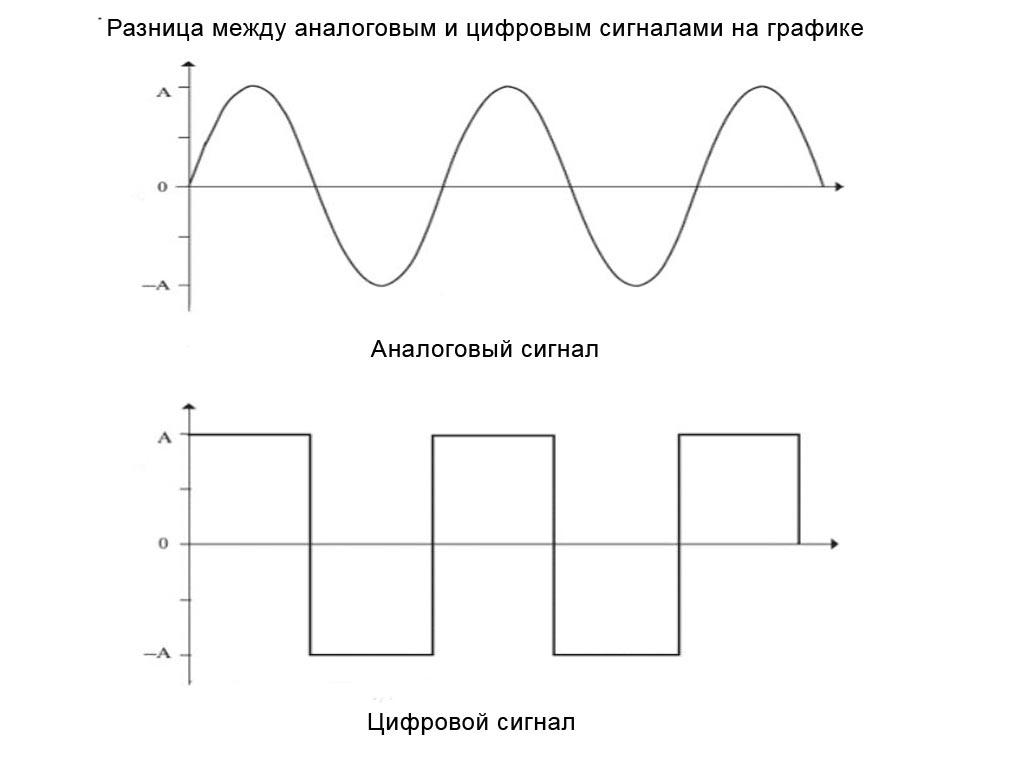 Разница между аналоговым и цифровым сигналами на графике
A
0
—A
Аналоговый сигнал
A
0
—A
Цифровой сигнал